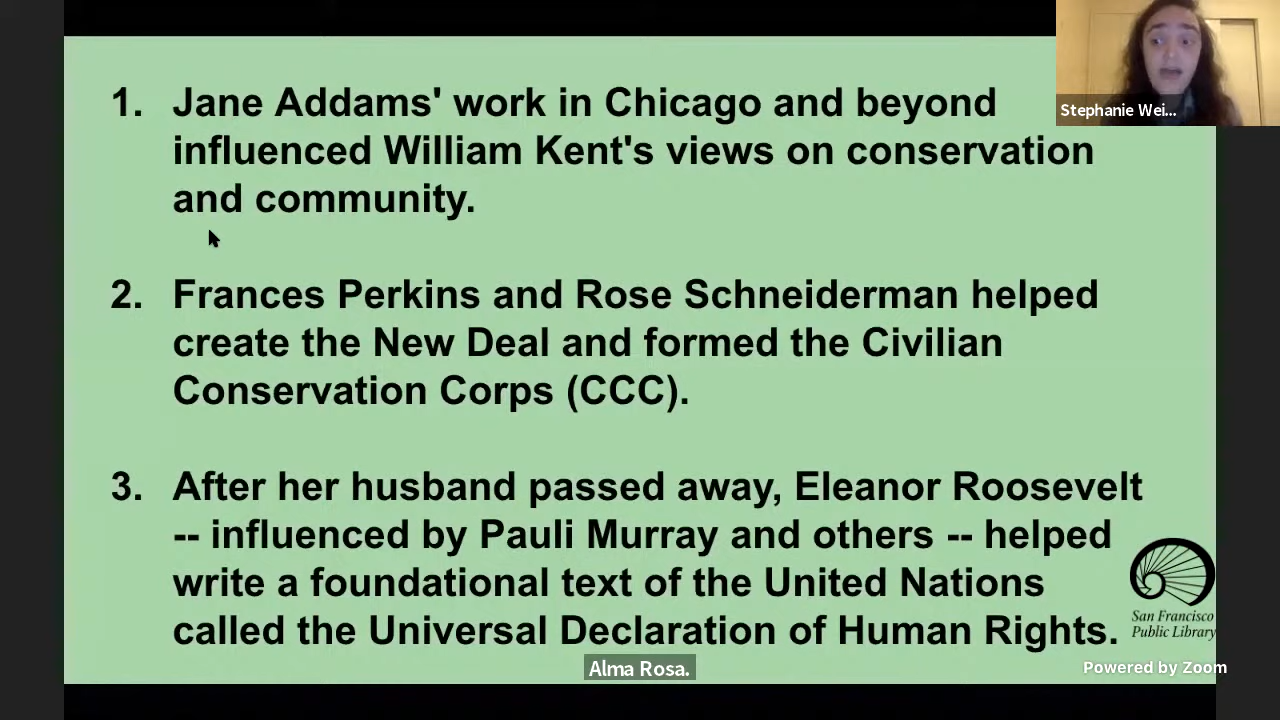 1. Jane Addams' work in Chicago and beyond
influenced William Kent's views on conservation
and community.
Stephanie Wei...
2. Frances Perkins and Rose Schneiderman helped
create the New Deal and formed the Civilian
Conservation Corps (CCC).
3. After her husband passed away, Eleanor Roosevelt
-- influenced by Pauli Murray and others -- helped
write a foundational text of the United Nations
called the Universal Declaration of Human Rights.
San Francisco
Public Library
Alma Rosa.
Powered by Zoom